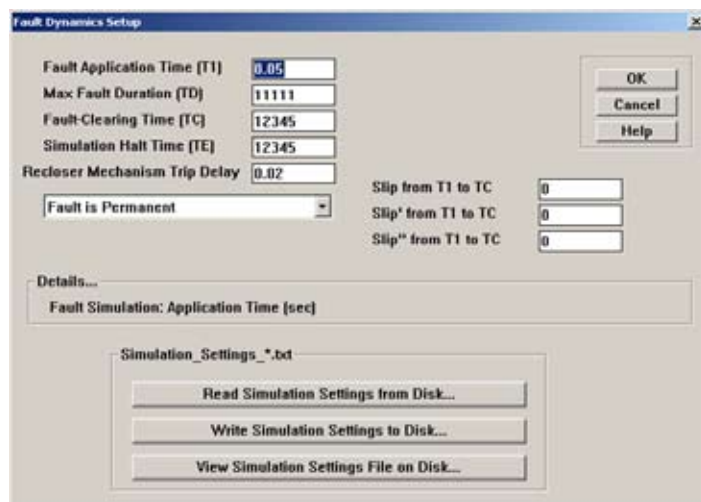 Fault Dynamics Setup
Fault Application Time (T1) 0.05
Max Fault Duration (TD) 11111
Fault-Clearing Time (TC) 12345
Simulation Halt Time (TE) 12345
Recloser Mechanism Trip Delay 0.02
Fault is Permanent
OK
Cancel
Help
Slip from T1 to TC 0
Slip' from T1 to TC 0
Slip'' from T1 to TC 0
Details...
Fault Simulation: Application Time (sec)
Simulation_Settings_*.txt
Read Simulation Settings from Disk...
Write Simulation Settings to Disk...
View Simulation Settings File on Disk...